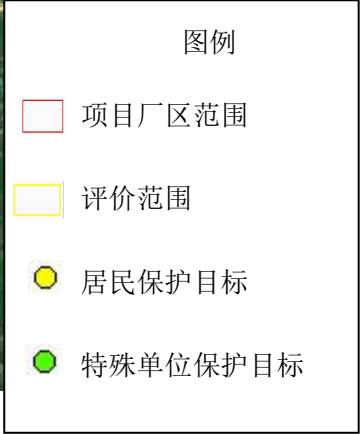 图例
项目厂区范围
评价范围
居民保护目标
特殊单位保护目标